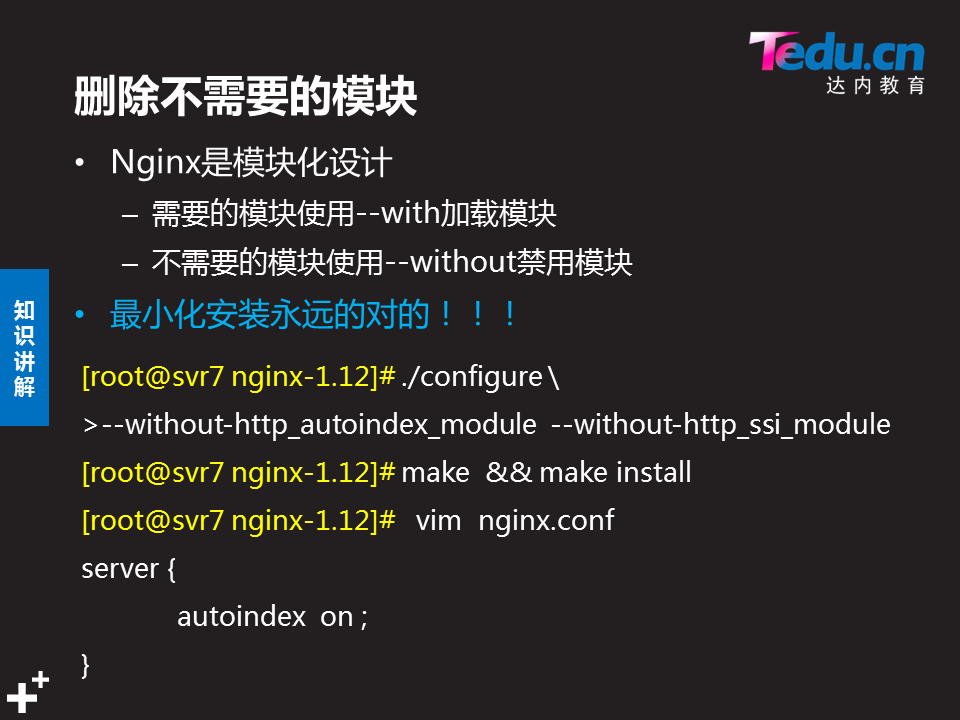 Tedu.cn
达内教育
删除不需要的模块
• Nginx是模块化设计
– 需要的模块使用--with加载模块
– 不需要的模块使用--without禁用模块
• 最小化安装永远的对的！！！
知识讲解
[root@svr7 nginx-1.12]# ./configure \
>--without-http_autoindex_module --without-http_ssi_module
[root@svr7 nginx-1.12]# make && make install
[root@svr7 nginx-1.12]# vim nginx.conf
server {
autoindex on ;
}